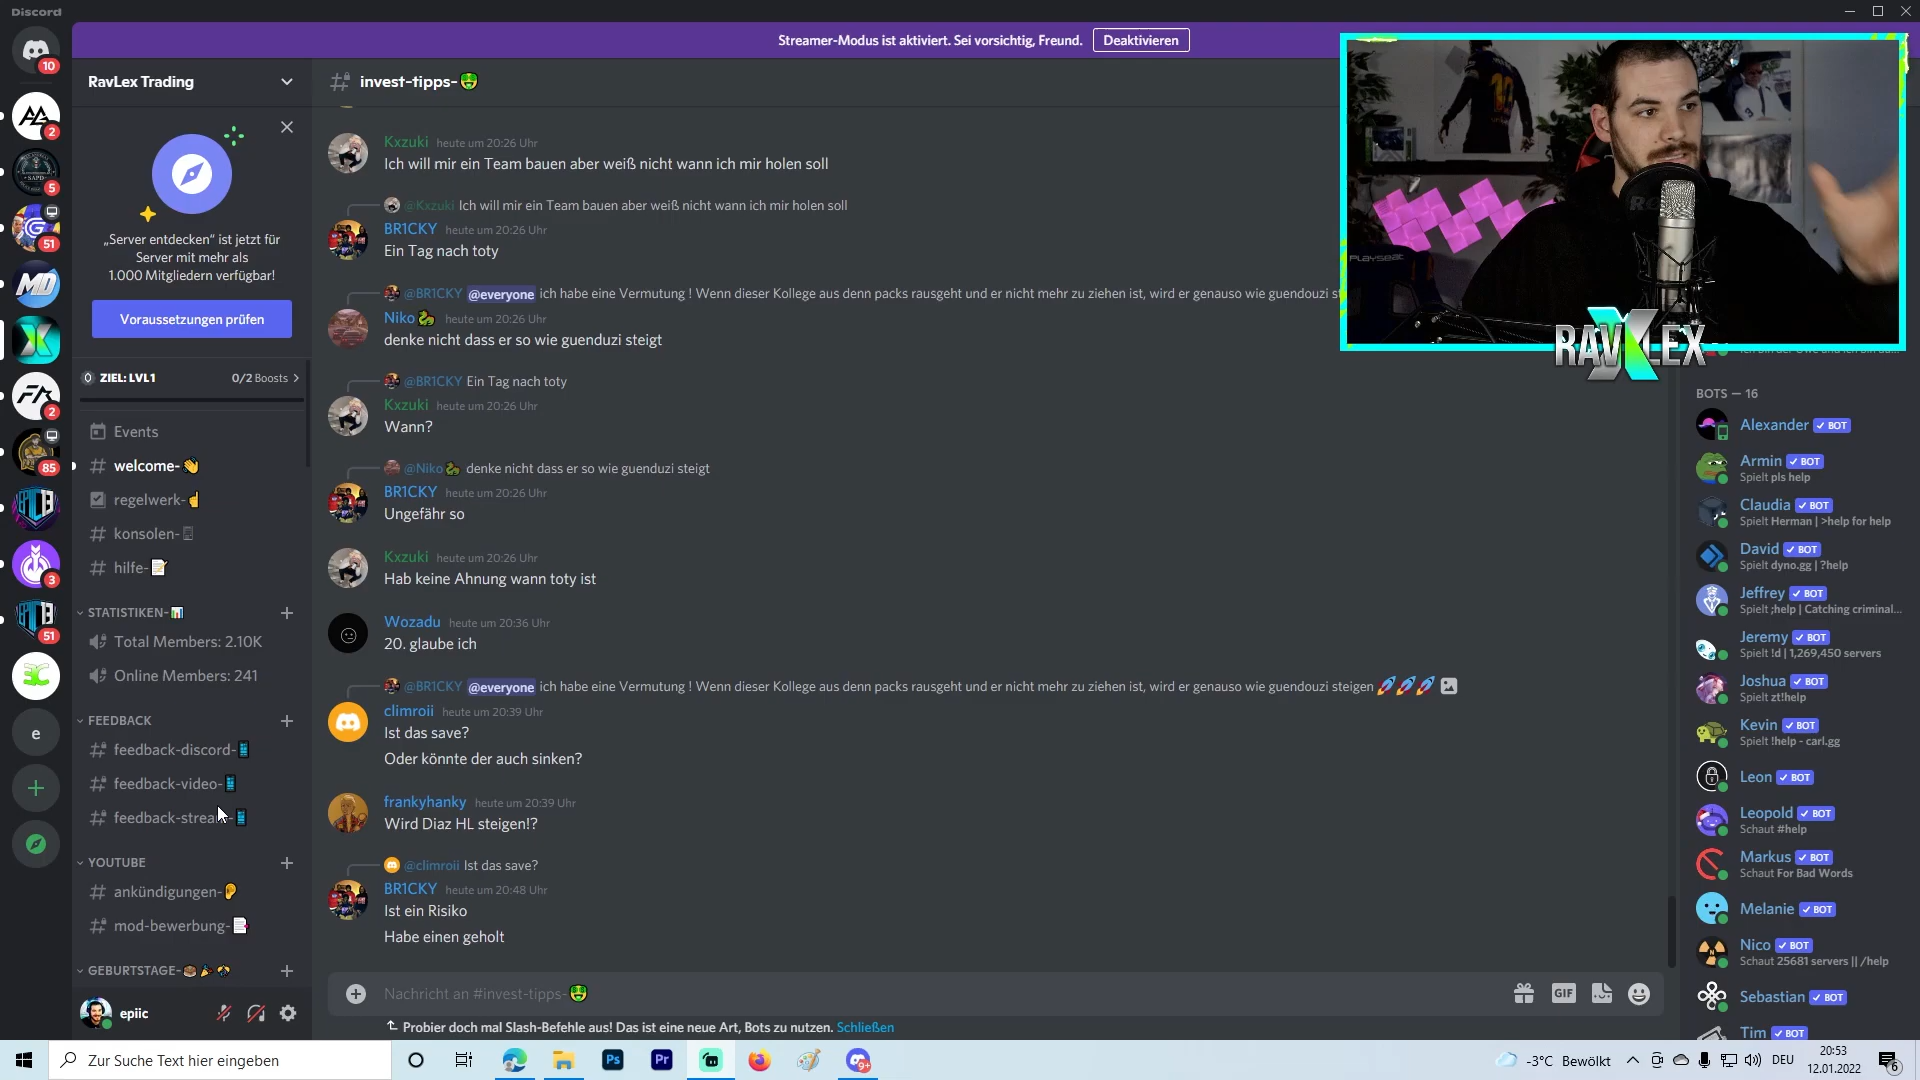 Discord
Streamer-Modus ist aktiviert. Sei vorsichtig, Freund.
Deaktivieren
10
2
5
51
2
85
3
51
e
RavLex Trading
„Server entdecken“ ist jetzt für
Server mit mehr als
1.000 Mitgliedern verfügbar!
Voraussetzungen prüfen
ZIEL: LVL1
0/2 Boosts
Events
welcome-👋
regelwerk-☝
konsolen-
hilfe-📝
STATISTIKEN-📊
Total Members: 2.10K
Online Members: 241
FEEDBACK
feedback-discord-📱
feedback-video-📱
feedback-stream-📱
YOUTUBE
ankündigungen-👂
mod-bewerbung-📑
GEBURTSTAGE-
epiic
invest-tipps-🤑
Kxzuki heute um 20:26 Uhr
Ich will mir ein Team bauen aber weiß nicht wann ich mir holen soll
@Kxzuki Ich will mir ein Team bauen aber weiß nicht wann ich mir holen soll
BR1CKY heute um 20:26 Uhr
Ein Tag nach toty
@BR1CKY @everyone ich habe eine Vermutung ! Wenn dieser Kollege aus denn packs rausgeht und er nicht mehr zu ziehen ist, wird er genauso wie guendouzi st
Niko🐍 heute um 20:26 Uhr
denke nicht dass er so wie guenduzi steigt
@BR1CKY Ein Tag nach toty
Kxzuki heute um 20:26 Uhr
Wann?
@Niko🐍 denke nicht dass er so wie guenduzi steigt
BR1CKY heute um 20:26 Uhr
Ungefähr so
Kxzuki heute um 20:26 Uhr
Hab keine Ahnung wann toty ist
Wozadu heute um 20:36 Uhr
20. glaube ich
@BR1CKY @everyone ich habe eine Vermutung ! Wenn dieser Kollege aus denn packs rausgeht und er nicht mehr zu ziehen ist, wird er genauso wie guendouzi steigen 🚀🚀🚀
climroii heute um 20:39 Uhr
Ist das save?
Oder könnte der auch sinken?
frankyhanky heute um 20:39 Uhr
Wird Diaz HL steigen!?
@climroii Ist das save?
BR1CKY heute um 20:48 Uhr
Ist ein Risiko
Habe einen geholt
Nachricht an #invest-tipps-🤑
GIF
Probier doch mal Slash-Befehle aus! Das ist eine neue Art, Bots zu nutzen. Schließen
10
PLAYSEAT
RAVLEX
BOTS — 16
Alexander BOT
Armin BOT
Spielt pls help
Claudia BOT
Spielt Herman | >help for help
David BOT
Spielt dyno.gg | ?help
Jeffrey BOT
Spielt ;help | Catching criminal...
Jeremy BOT
Spielt !d | 1,269,450 servers
Joshua BOT
Spielt zt!help
Kevin BOT
Spielt !help - carl.gg
Leon BOT
Leopold BOT
Schaut #help
Markus BOT
Schaut For Bad Words
Melanie BOT
Nico BOT
Schaut 25681 servers || /help
Sebastian BOT
Tim BOT
Zur Suche Text hier eingeben
Ps
Pr
9+
-3°C Bewölkt
DEU
20:53
12.01.2022
6